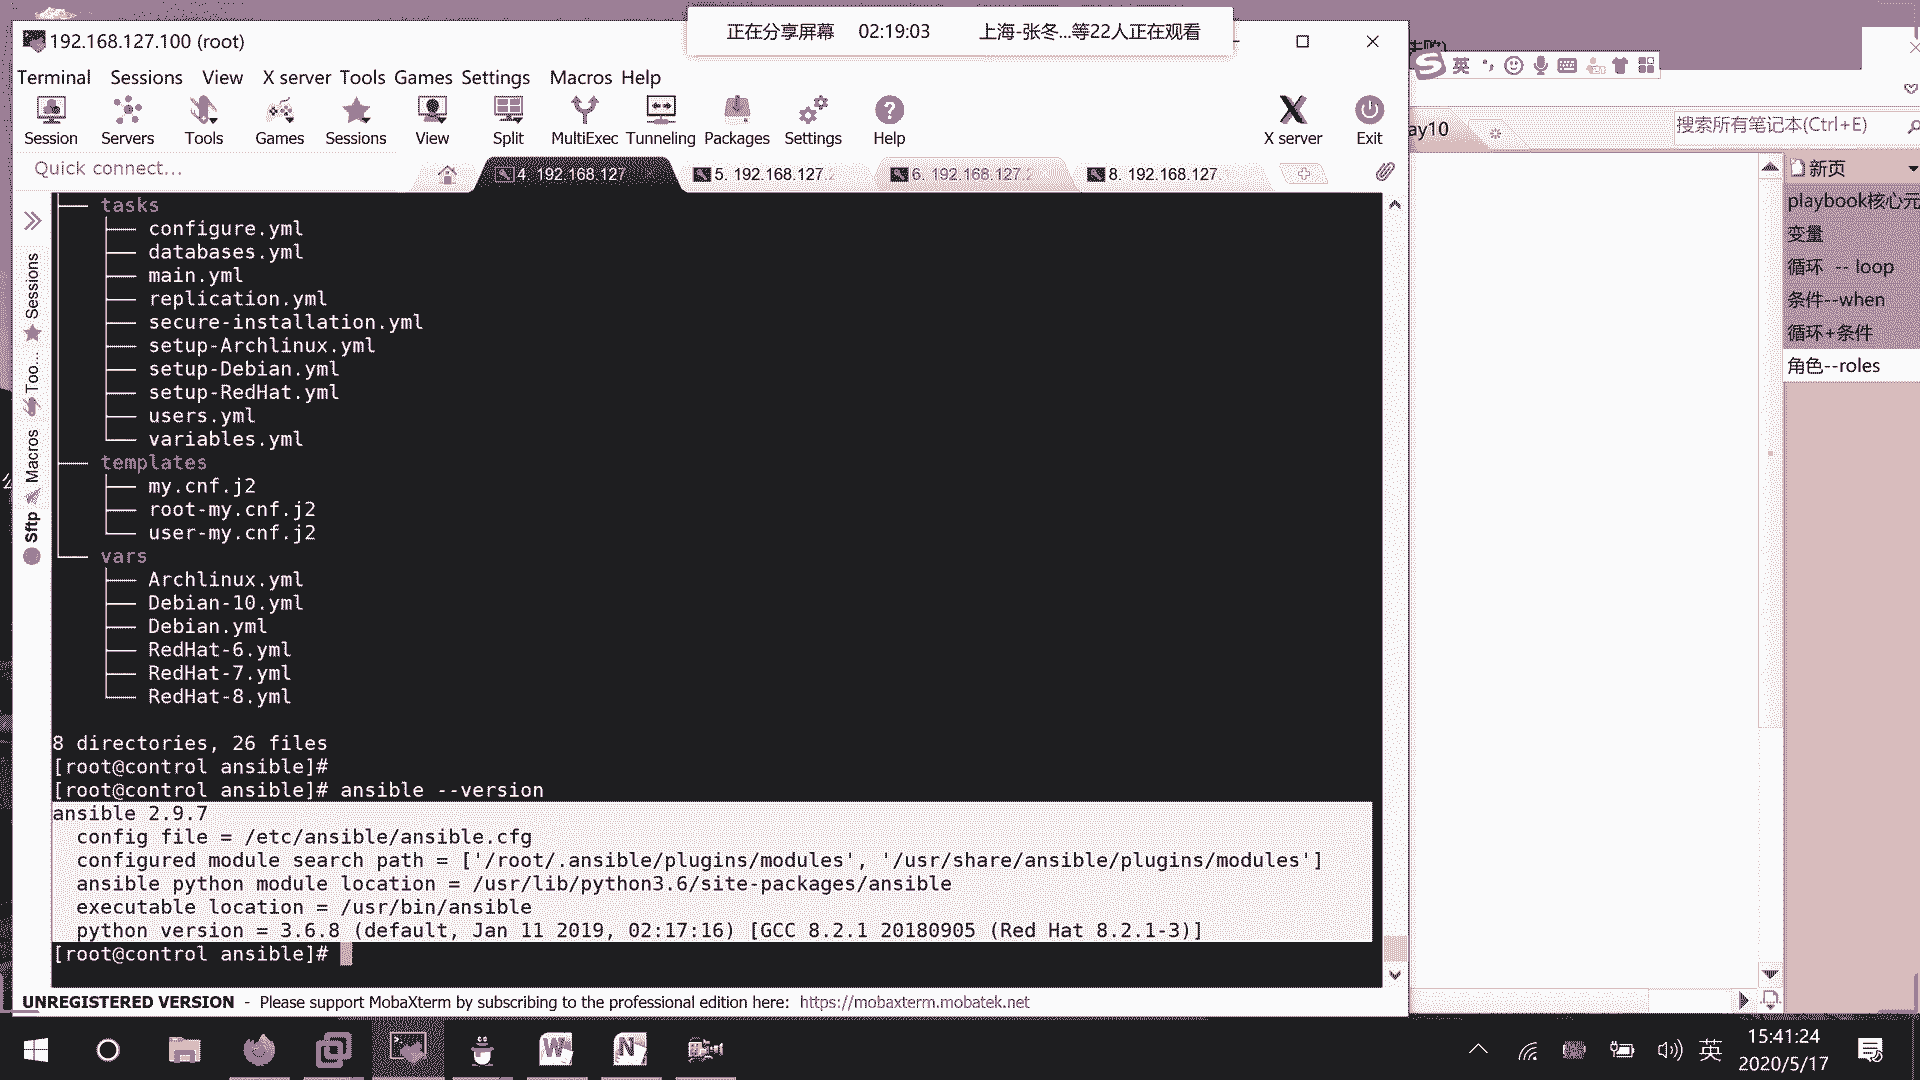 正在分享屏幕 02:19:03 上海-张冬...等22人正在观看
192.168.127.100 (root)
Terminal Sessions View X server Tools Games Settings Macros Help
Session Servers Tools Games Sessions View Split MultiExec Tunneling Packages Settings Help X server Exit
Quick connect...
4. 192.168.127
5. 192.168.127.2
6. 192.168.127.2
8. 192.168.127.
Sessions
Too...
Macros
Sftp
├── tasks
│   ├── configure.yml
│   ├── databases.yml
│   ├── main.yml
│   ├── replication.yml
│   ├── secure-installation.yml
│   ├── setup-Archlinux.yml
│   ├── setup-Debian.yml
│   ├── setup-RedHat.yml
│   ├── users.yml
│   └── variables.yml
├── templates
│   ├── my.cnf.j2
│   ├── root-my.cnf.j2
│   └── user-my.cnf.j2
└── vars
    ├── Archlinux.yml
    ├── Debian-10.yml
    ├── Debian.yml
    ├── RedHat-6.yml
    ├── RedHat-7.yml
    └── RedHat-8.yml
8 directories, 26 files
[root@control ansible]#
[root@control ansible]# ansible --version
ansible 2.9.7
  config file = /etc/ansible/ansible.cfg
  configured module search path = ['/root/.ansible/plugins/modules', '/usr/share/ansible/plugins/modules']
  ansible python module location = /usr/lib/python3.6/site-packages/ansible
  executable location = /usr/bin/ansible
  python version = 3.6.8 (default, Jan 11 2019, 02:17:16) [GCC 8.2.1 20180905 (Red Hat 8.2.1-3)]
[root@control ansible]#
UNREGISTERED VERSION - Please support MobaXterm by subscribing to the professional edition here: https://mobaxterm.mobatek.net
英
ay10
搜索所有笔记本(Ctrl+E)
新页
playbook核心元
变量
循环 -- loop
条件--when
循环+条件
角色--roles
英
15:41:24
2020/5/17